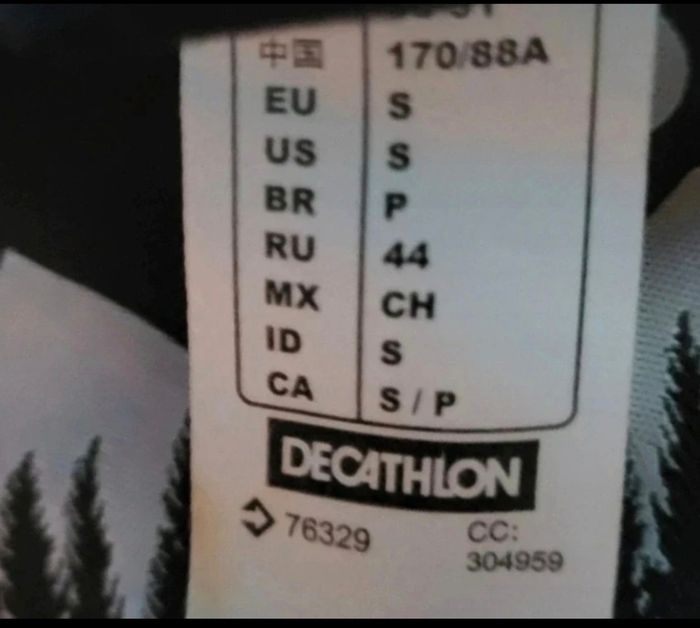 中国 170/88A
EU S
US S
BR P
RU 44
MX CH
ID S
CA S / P
DECATHLON
76329 CC:
304959